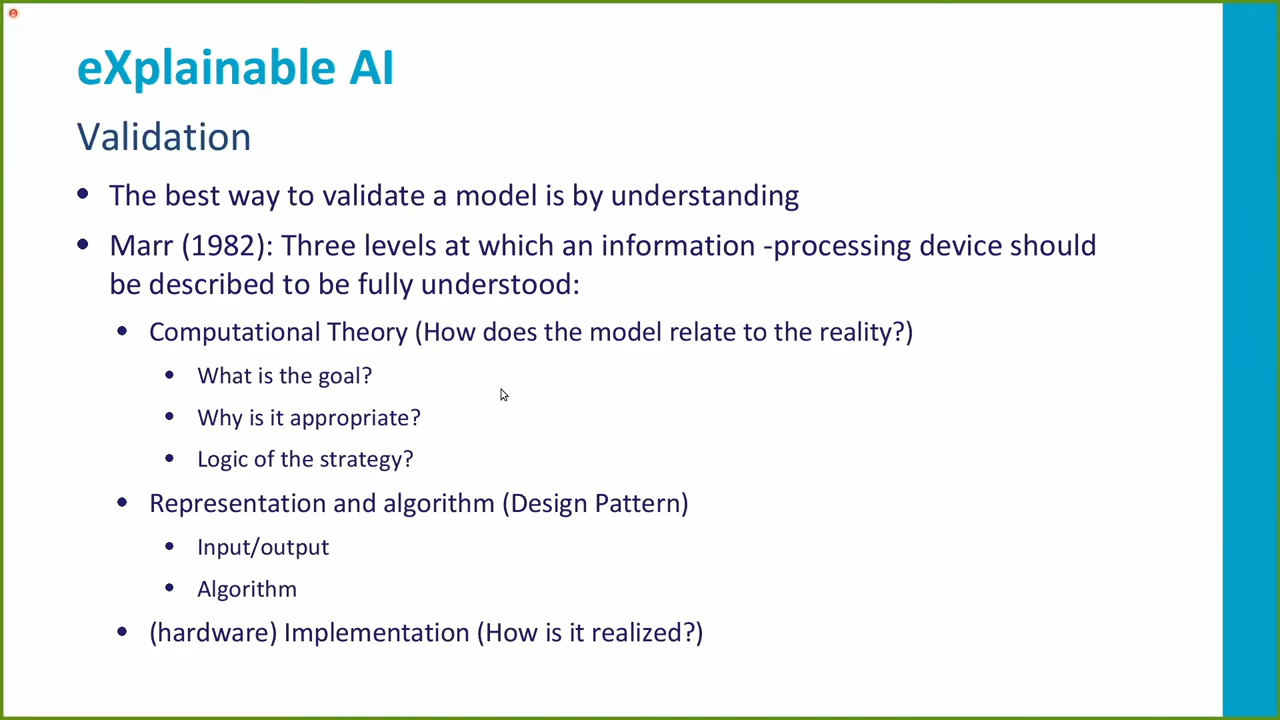 eXplainable AI
Validation
• The best way to validate a model is by understanding
• Marr (1982): Three levels at which an information -processing device should
be described to be fully understood:
• Computational Theory (How does the model relate to the reality?)
• What is the goal?
• Why is it appropriate?
• Logic of the strategy?
• Representation and algorithm (Design Pattern)
• Input/output
• Algorithm
• (hardware) Implementation (How is it realized?)